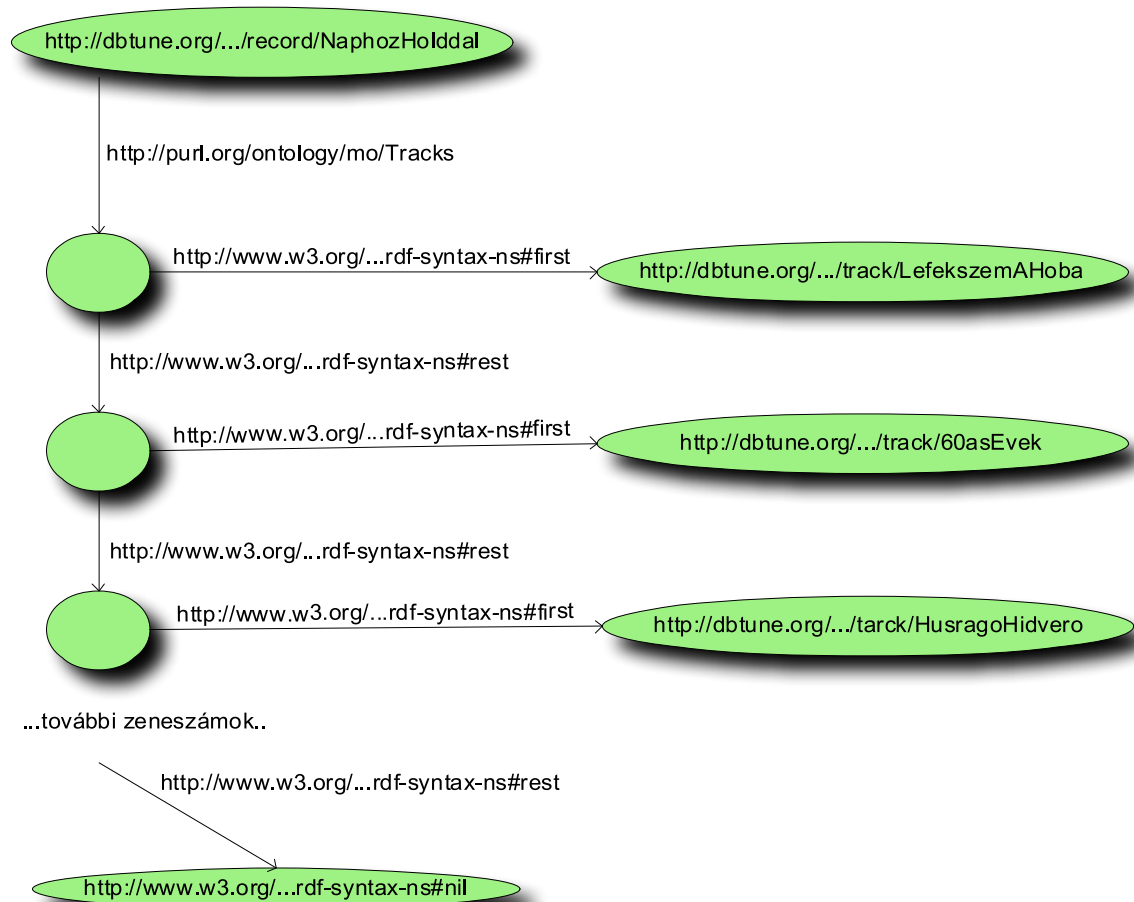 http://dbtune.org/.../record/NaphozHolddal
http://purl.org/ontology/mo/Tracks
http://www.w3.org/...rdf-syntax-ns#first
http://dbtune.org/.../track/LefekszemAHoba
http://www.w3.org/...rdf-syntax-ns#rest
http://www.w3.org/...rdf-syntax-ns#first
http://dbtune.org/.../track/60asEvek
http://www.w3.org/...rdf-syntax-ns#rest
http://www.w3.org/...rdf-syntax-ns#first
http://dbtune.org/.../tarck/HusragoHidvero
...további zeneszámok..
http://www.w3.org/...rdf-syntax-ns#rest
http://www.w3.org/...rdf-syntax-ns#nil